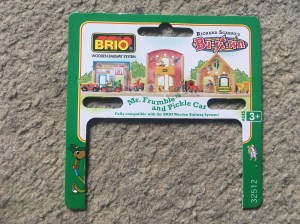 BRIO
WOODEN RAILWAY SYSTEM
RICHARD SCARRY'S
Busytown
Mr. Frumble
and Pickle Car
Fully compatible with the BRIO Wooden Railway System!
3+
32512